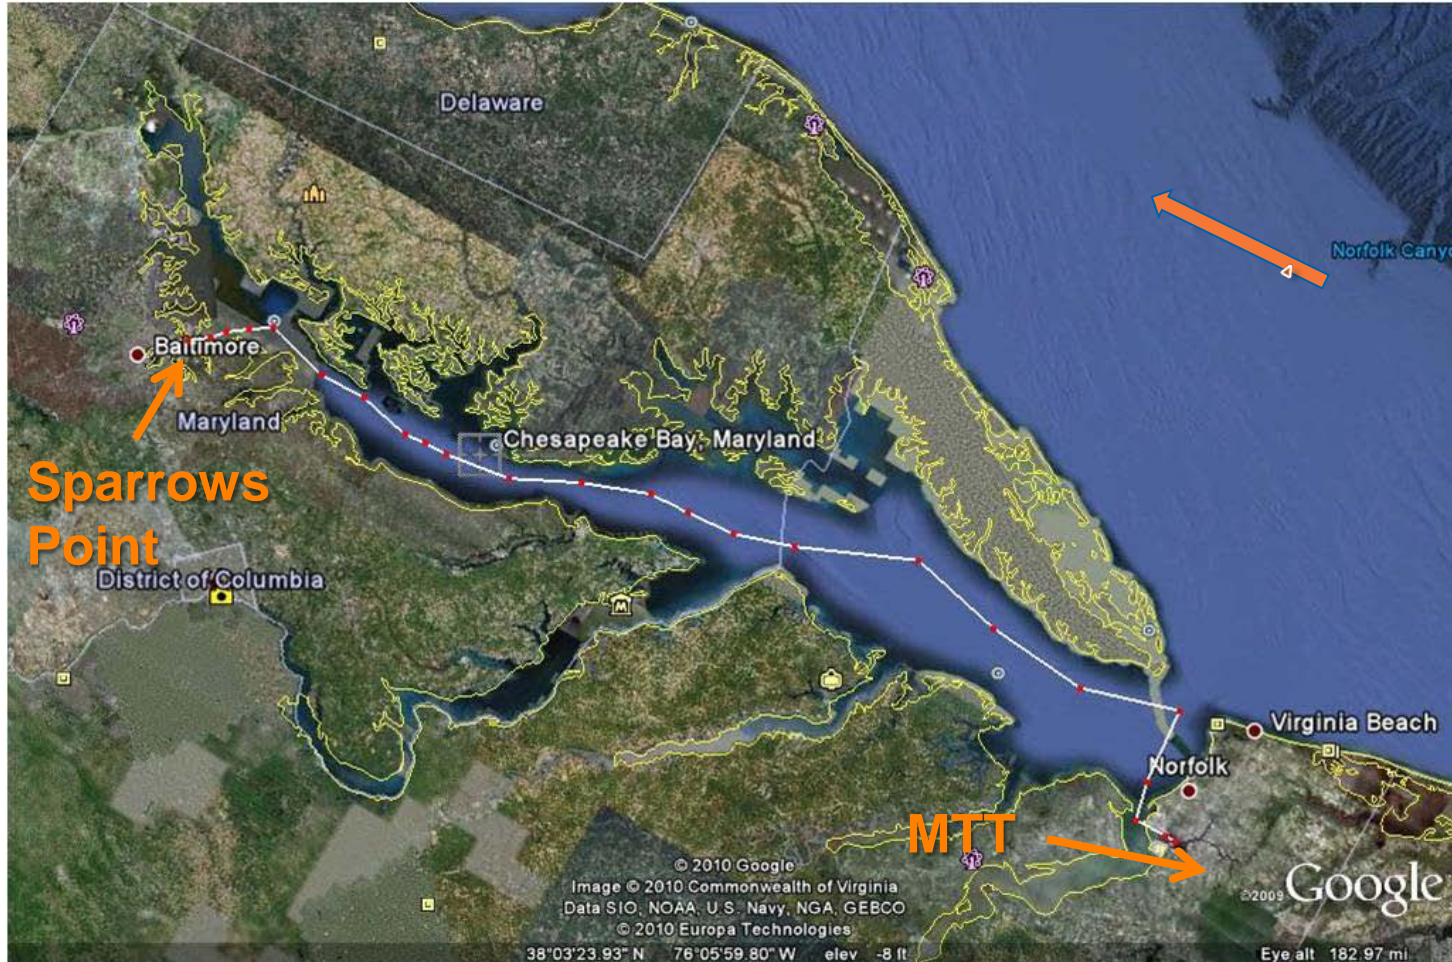 Delaware
Norfolk
Baltimore
Maryland
Chesapeake Bay, Maryland
Sparrows
Point
District of Columbia
Virginia Beach
Norfolk
MTT
© 2010 Google
Image © 2010 Commonwealth of Virginia
Data SIO, NOAA, U.S. Navy, NGA, GEBCO
© 2010 Europa Technologies
©2009 Google
38°03'23.93" N 76°05'59.80" W elev -8 ft
Eye alt 182.97 mi